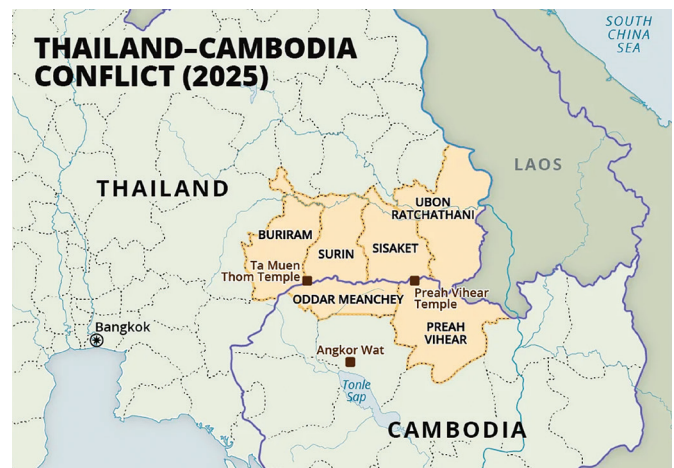 THAILAND–CAMBODIA
CONFLICT (2025)
SOUTH
CHINA
SEA
LAOS
THAILAND
UBON
RATCHATHANI
BURIRAM
SURIN
SISAKET
Ta Muen
Thom Temple
ODDAR MEANCHEY
Preah Vihear
Temple
PREAH
VIHEAR
Bangkok
Angkor Wat
Tonle
Sap
CAMBODIA